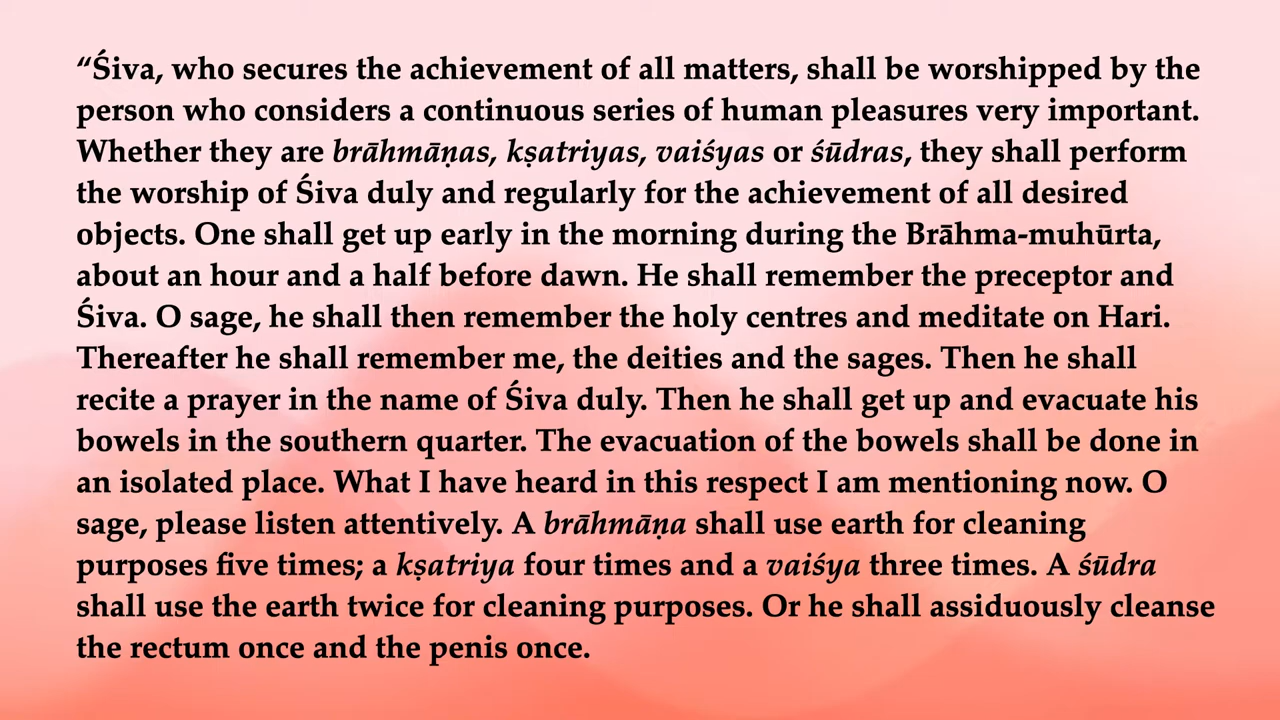 “Śiva, who secures the achievement of all matters, shall be worshipped by the
person who considers a continuous series of human pleasures very important.
Whether they are brāhmāṇas, kṣatriyas, vaiśyas or śūdras, they shall perform
the worship of Śiva duly and regularly for the achievement of all desired
objects. One shall get up early in the morning during the Brāhma-muhūrta,
about an hour and a half before dawn. He shall remember the preceptor and
Śiva. O sage, he shall then remember the holy centres and meditate on Hari.
Thereafter he shall remember me, the deities and the sages. Then he shall
recite a prayer in the name of Śiva duly. Then he shall get up and evacuate his
bowels in the southern quarter. The evacuation of the bowels shall be done in
an isolated place. What I have heard in this respect I am mentioning now. O
sage, please listen attentively. A brāhmāṇa shall use earth for cleaning
purposes five times; a kṣatriya four times and a vaiśya three times. A śūdra
shall use the earth twice for cleaning purposes. Or he shall assiduously cleanse
the rectum once and the penis once.